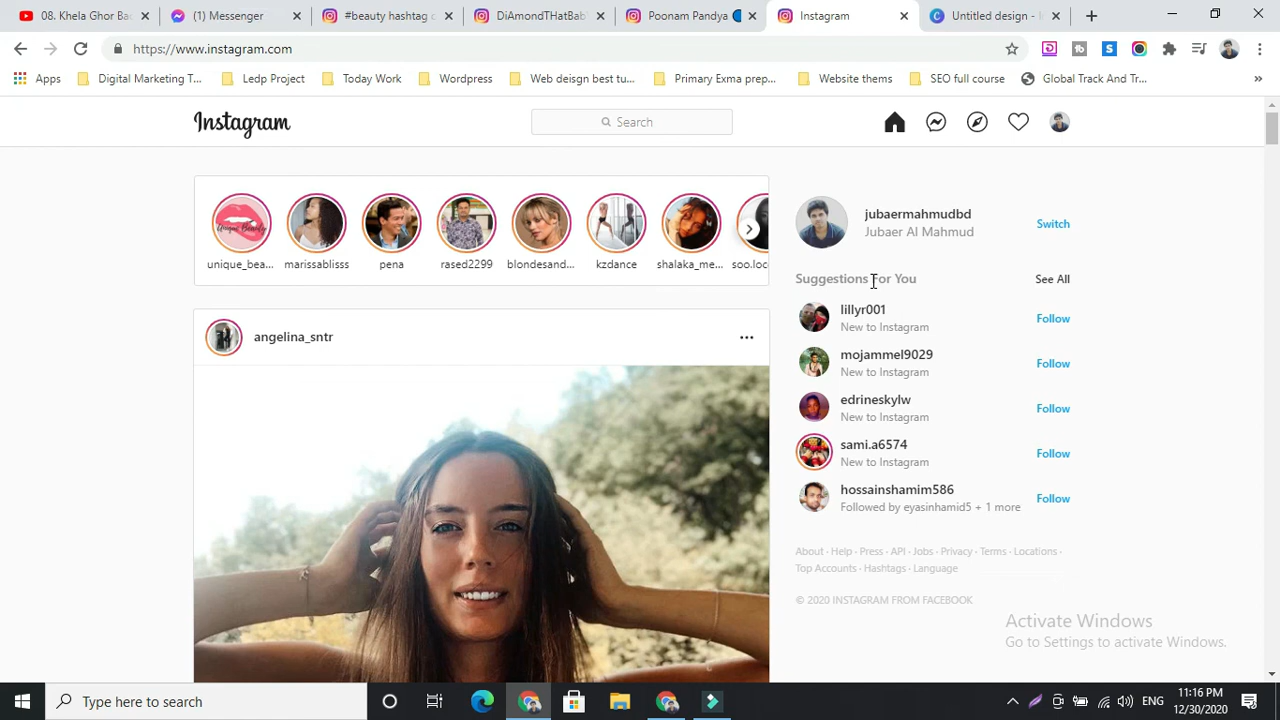 08. Khela Ghor Bar
(1) Messenger
#beauty hashtag o
DiAmondThatBab
Poonam Pandya
Instagram
Untitled design - I
https://www.instagram.com
Apps
Digital Marketing T...
Ledp Project
Today Work
Wordpress
Web deisgn best tu...
Primary Exma prep...
Website thems
SEO full course
Global Track And Tr...
»
Instagram
Search
unique_bea...
marissablisss
pena
rased2299
blondesand...
kzdance
shalaka_me...
soo.loc
jubaermahmudbd
Jubaer Al Mahmud
Switch
Suggestions For You
See All
lillyr001
New to Instagram
Follow
mojammel9029
New to Instagram
Follow
edrineskylw
New to Instagram
Follow
sami.a6574
New to Instagram
Follow
hossainshamim586
Followed by eyasinhamid5 + 1 more
Follow
About · Help · Press · API · Jobs · Privacy · Terms · Locations ·
Top Accounts · Hashtags · Language
© 2020 INSTAGRAM FROM FACEBOOK
angelina_sntr
Activate Windows
Go to Settings to activate Windows.
Type here to search
ENG
11:16 PM
12/30/2020